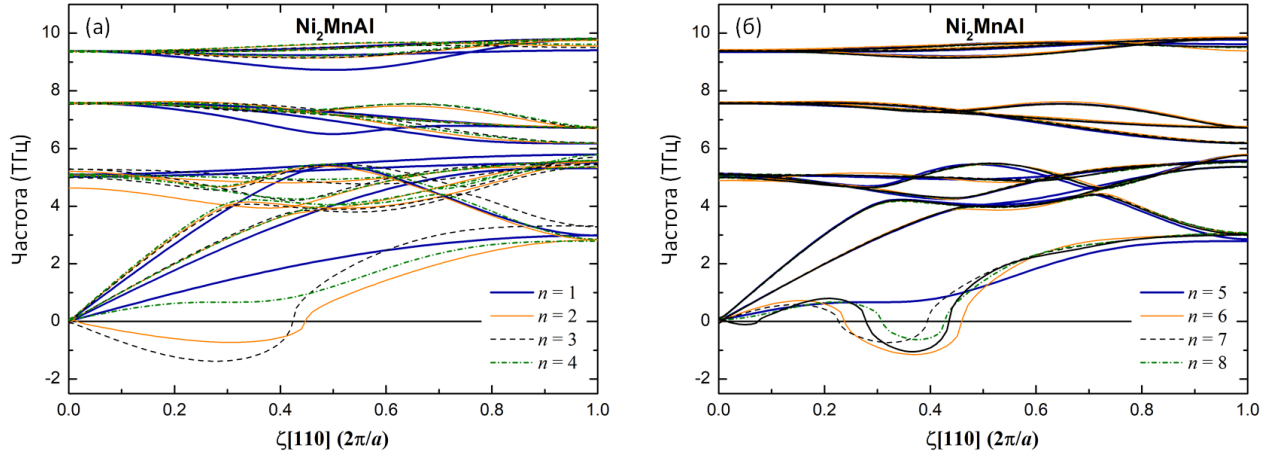 (а)
Ni₂MnAl
Частота (ТГц)
10
8
6
4
2
0
-2
n = 1
n = 2
n = 3
n = 4
0.0 0.2 0.4 0.6 0.8 1.0
ζ[110] (2π/a)
(б)
Ni₂MnAl
Частота (ТГц)
10
8
6
4
2
0
-2
n = 5
n = 6
n = 7
n = 8
0.0 0.2 0.4 0.6 0.8 1.0
ζ[110] (2π/a)